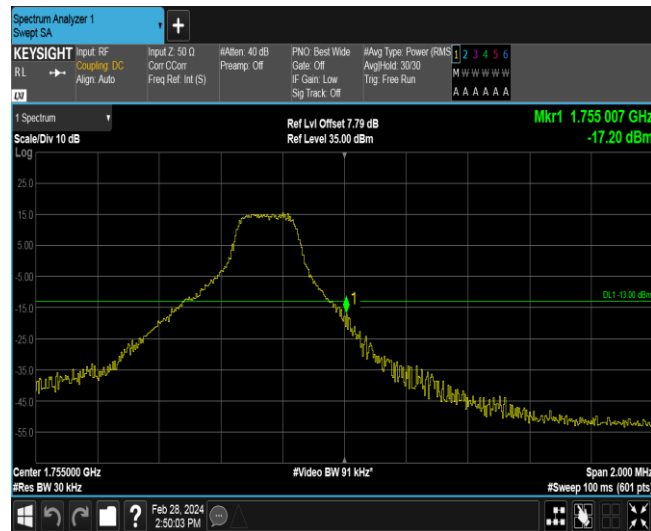 Spectrum Analyzer 1
Swept SA
KEYSIGHT
RL
LXI
Input: RF
Coupling: DC
Align: Auto
Input Z: 50 Ω
Corr CCorr
Freq Ref: Int (S)
#Atten: 40 dB
Preamp: Off
PNO: Best Wide
Gate: Off
IF Gain: Low
Sig Track: Off
#Avg Type: Power (RMS
Avg|Hold: 30/30
Trig: Free Run
1 2 3 4 5 6
M W W W W W
A A A A A A
1 Spectrum
Scale/Div 10 dB
Ref Lvl Offset 7.79 dB
Ref Level 35.00 dBm
Mkr1 1.755 007 GHz
-17.20 dBm
Log
25.0
15.0
5.00
-5.00
-15.0
-25.0
-35.0
-45.0
-55.0
1
DL1 -13.00 dBm
Center 1.755000 GHz
#Res BW 30 kHz
#Video BW 91 kHz*
Span 2.000 MHz
#Sweep 100 ms (601 pts)
?
Feb 28, 2024
2:50:03 PM